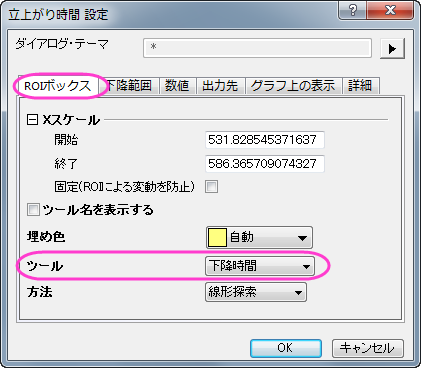 立上がり時間 設定
ダイアログ・テーマ *
ROIボックス 下降範囲 数値 出力先 グラフ上の表示 詳細
Xスケール
開始 531.828545371637
終了 586.365709074327
固定(ROIによる変動を防止)
ツール名を表示する
埋め色 自動
ツール 下降時間
方法 線形探索
OK キャンセル